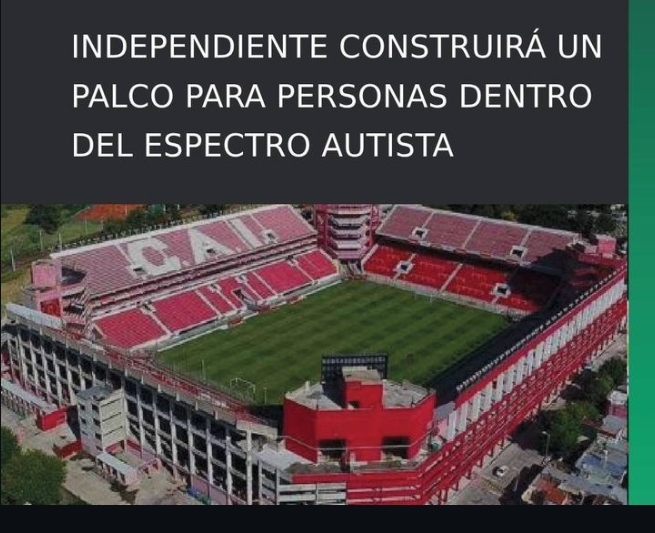 INDEPENDIENTE CONSTRUIRÁ UN
PALCO PARA PERSONAS DENTRO
DEL ESPECTRO AUTISTA
C.A.I.